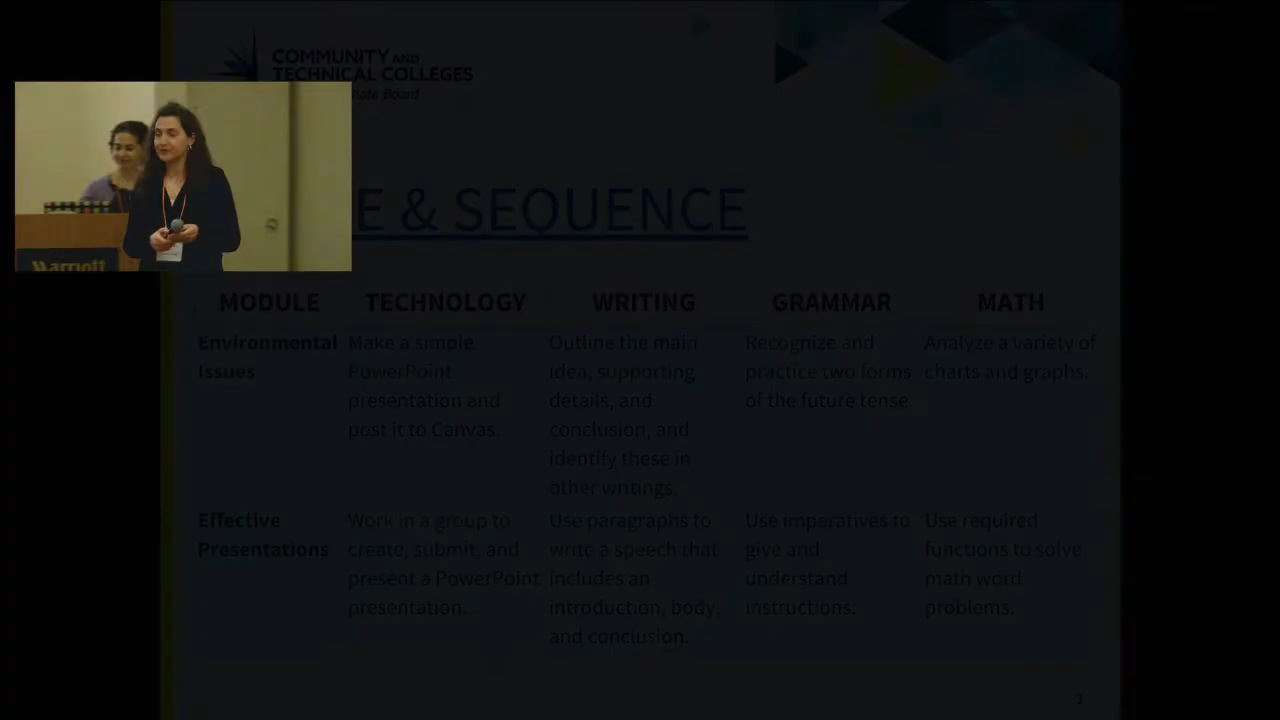 COMMUNITY AND
TECHNICAL COLLEGES
State Board
E & SEQUENCE
Marriott
MODULE TECHNOLOGY WRITING GRAMMAR MATH
Environmental Make a simple Outline the main Recognize and Analyze a variety of
Issues PowerPoint idea, supporting practice two forms charts and graphs.
presentation and details, and of the future tense.
post it to Canvas. conclusion, and
identify these in
other writings.
Effective Work in a group to Use paragraphs to Use imperatives to Use required
Presentations create, submit, and write a speech that give and functions to solve
present a PowerPoint includes an understand math word
presentation. introduction, body, instructions. problems.
and conclusion.
3